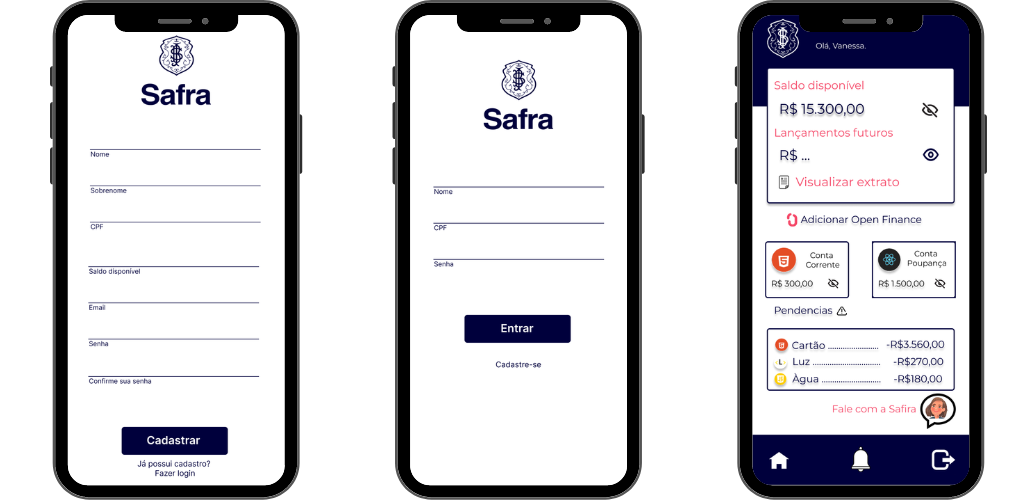 Safra
Nome
Sobrenome
CPF
Saldo disponível
Email
Senha
Confirme sua senha
Cadastrar
Já possui cadastro?
Fazer login
Safra
Nome
CPF
Senha
Entrar
Cadastre-se
Olá, Vanessa.
Saldo disponível
R$ 15.300,00
Lançamentos futuros
R$ ...
Visualizar extrato
Adicionar Open Finance
Conta
Corrente
R$ 300,00
Conta
Poupança
R$ 1.500,00
Pendencias
Cartão ........................ -R$3.560,00
L Luz ................................ -R$270,00
Água ............................ -R$180,00
Fale com a Safira